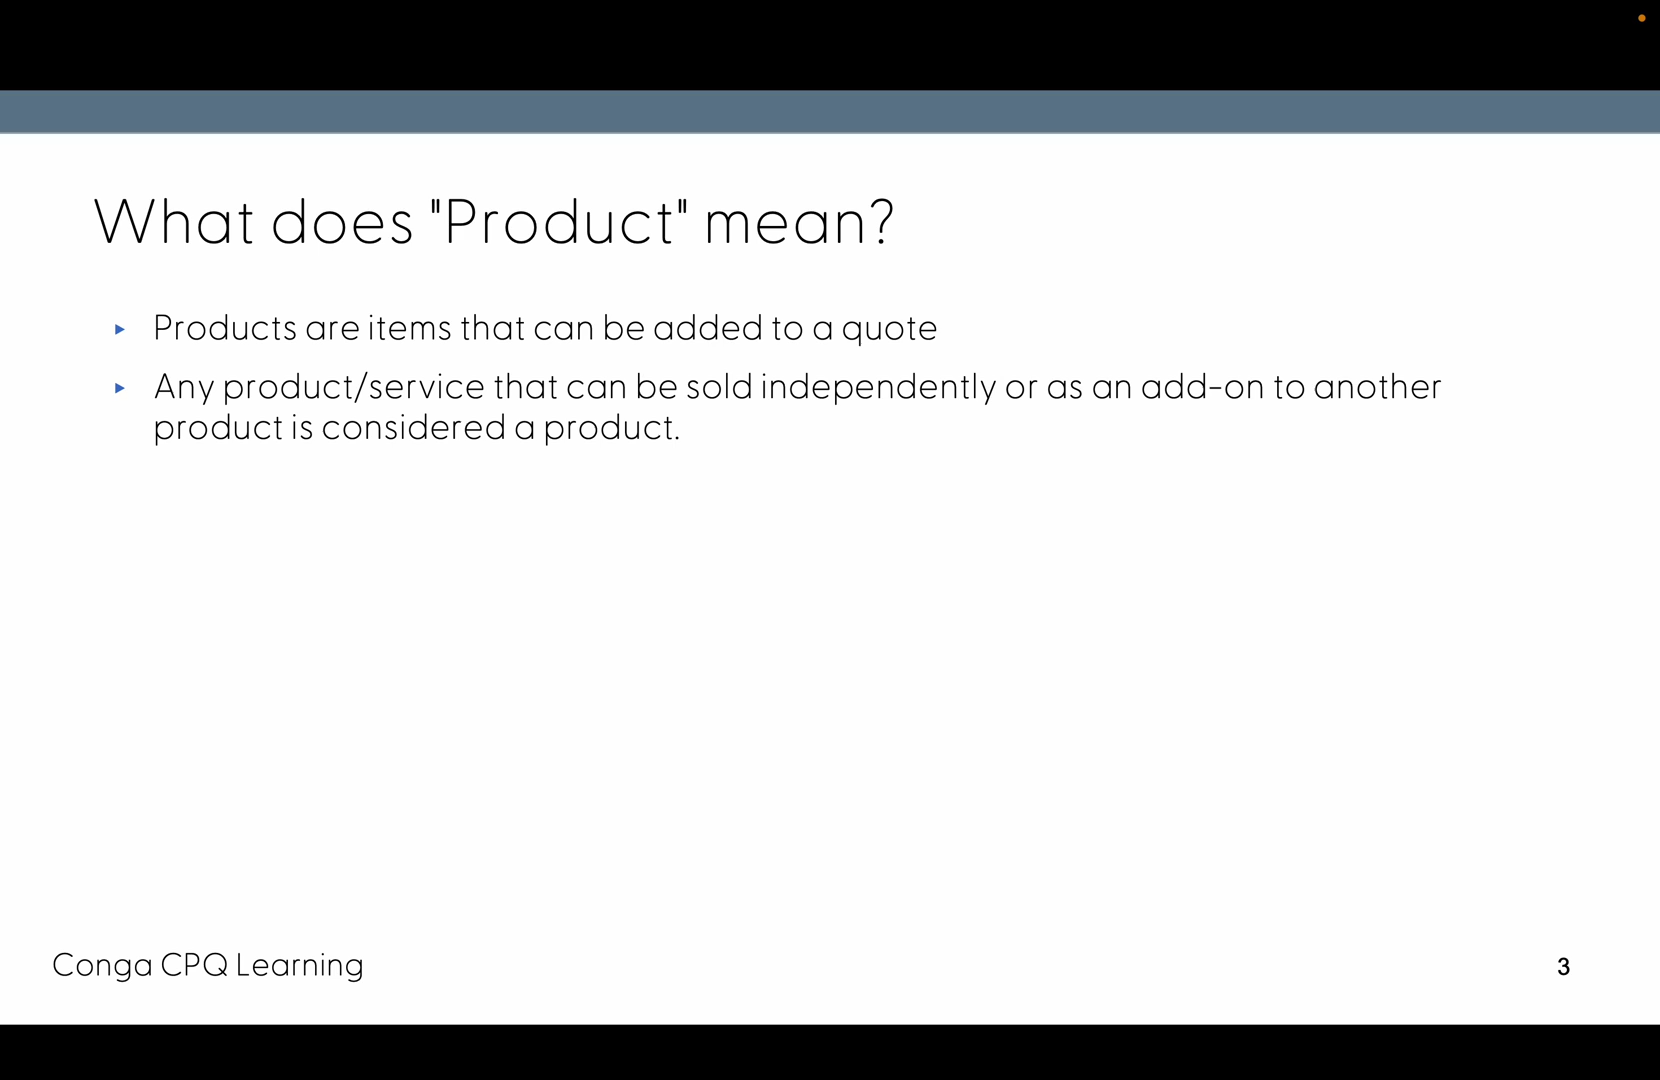 What does "Product" mean?
Products are items that can be added to a quote
Any product/service that can be sold independently or as an add-on to another
product is considered a product.
Conga CPQ Learning
3